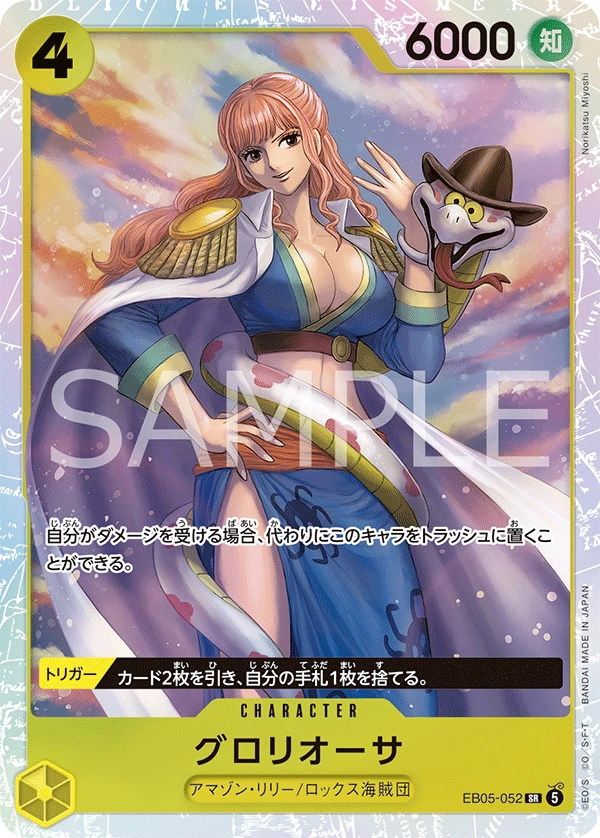 DLICHES EISMEER
4
6000
知
Norikatsu Miyoshi
SAMPLE
自分がダメージを受ける場合、代わりにこのキャラをトラッシュに置くこ
とができる。
トリガー カード2枚を引き、自分の手札1枚を捨てる。
CHARACTER
グロリオーサ
アマゾン・リリー/ロックス海賊団
EB05-052 SR 5
©E/S ©O/S・F・T BANDAI MADE IN JAPAN